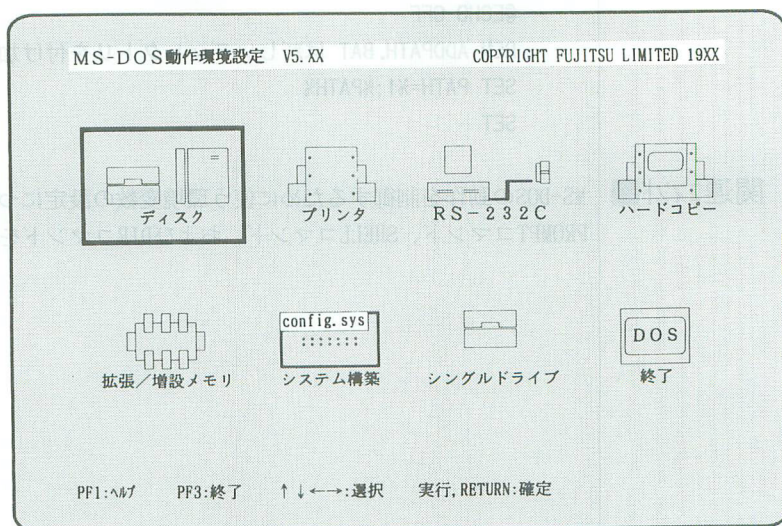 MS-DOS動作環境設定 V5.XX COPYRIGHT FUJITSU LIMITED 19XX
ディスク プリンタ RS-232C ハードコピー
config.sys DOS
拡張/増設メモリ システム構築 シングルドライブ 終了
PF1:ヘルプ PF3:終了 ↑↓←→:選択 実行,RETURN:確定